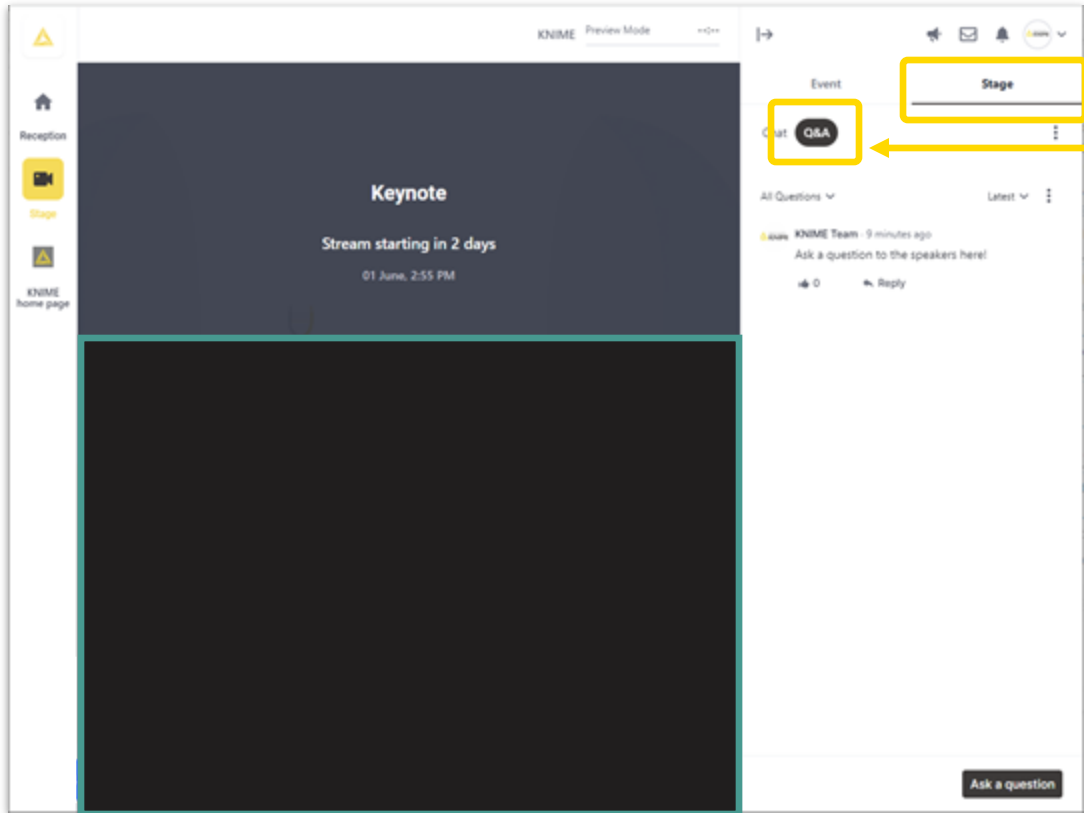 KNIME Preview Mode --:--
Event Stage
Reception
Chat Q&A
Stage
Keynote
All Questions Latest
Stream starting in 2 days
KNIME Team · 9 minutes ago
Ask a question to the speakers here!
01 June, 2:55 PM
0 Reply
KNIME
home page
Ask a question